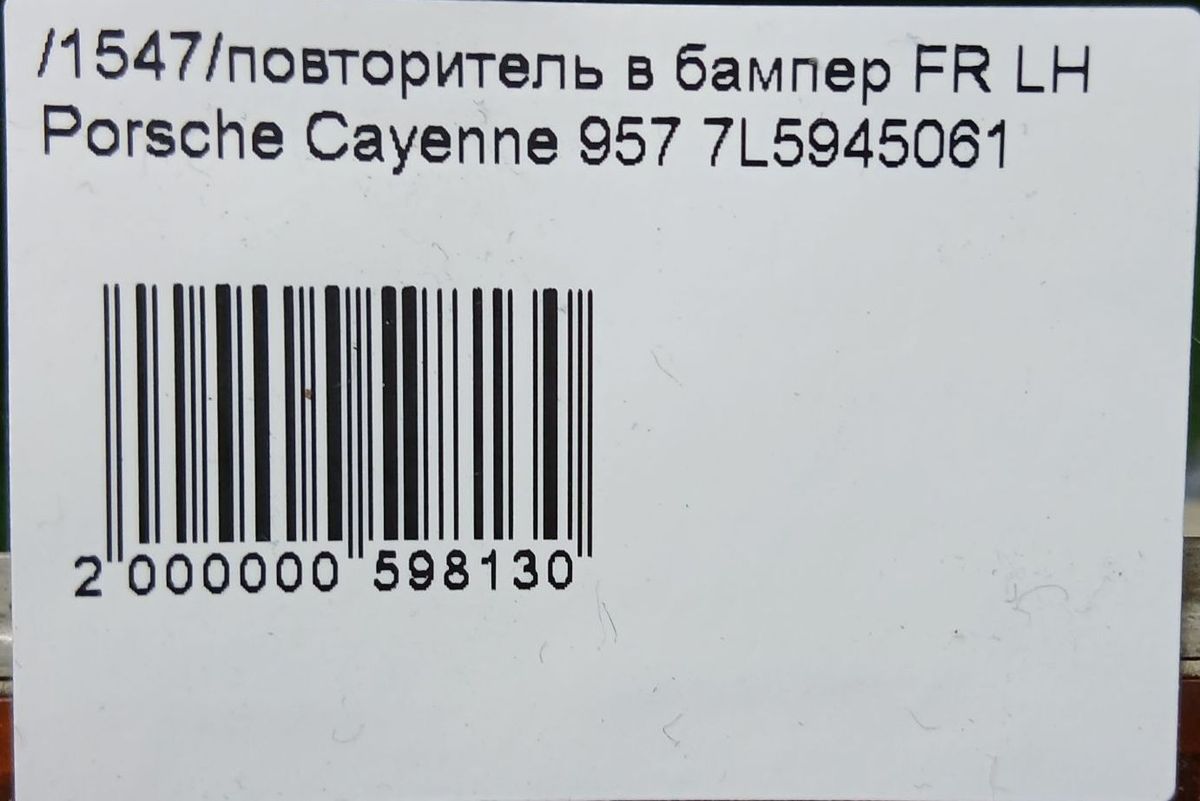 /1547/повторитель в бампер FR LH
Porsche Cayenne 957 7L5945061
2 000000 598130